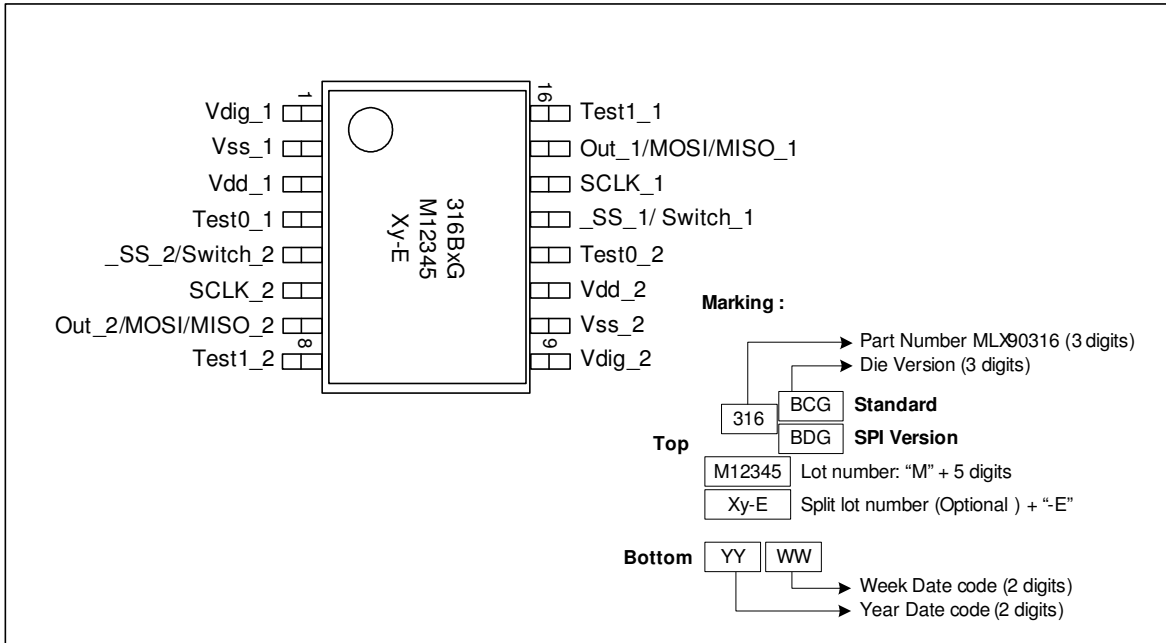 1
16
Vdig_1
Vss_1
Vdd_1
Test0_1
_SS_2/Switch_2
SCLK_2
Out_2/MOSI/MISO_2
Test1_2
8
Test1_1
Out_1/MOSI/MISO_1
SCLK_1
_SS_1/ Switch_1
Test0_2
Vdd_2
Vss_2
Vdig_2
9
316BxG
M12345
Xy-E
Marking :
Part Number MLX90316 (3 digits)
Die Version (3 digits)
316 BCG Standard
BDG SPI Version
Top
M12345 Lot number: “M” + 5 digits
Xy-E Split lot number (Optional ) + “-E”
Bottom YY WW
Week Date code (2 digits)
Year Date code (2 digits)